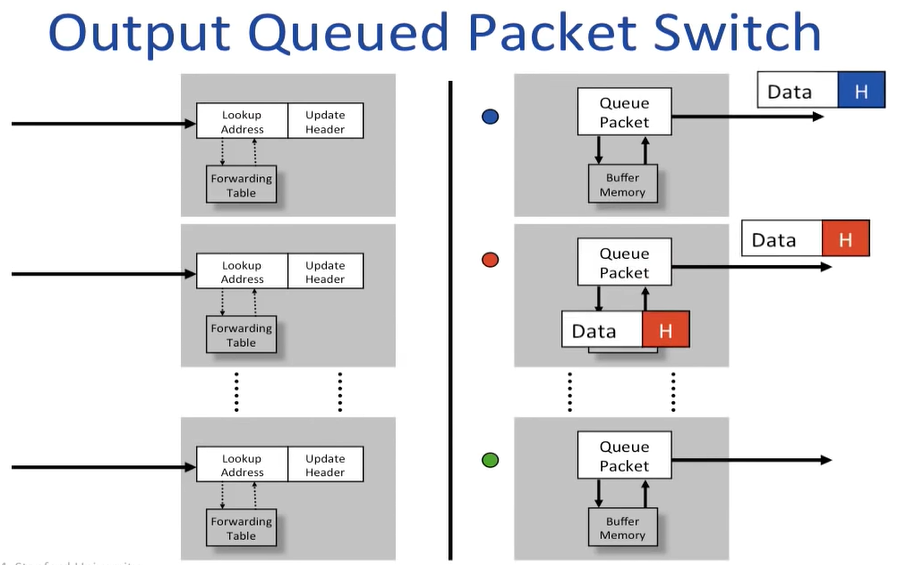 Output Queued Packet Switch
Data H
Lookup
Address
Update
Header
Queue
Packet
Forwarding
Table
Buffer
Memory
Data H
Lookup
Address
Update
Header
Queue
Packet
Forwarding
Table
Data H
Lookup
Address
Update
Header
Queue
Packet
Forwarding
Table
Buffer
Memory